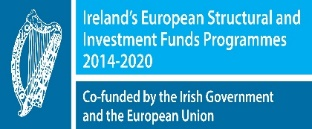 Ireland's European Structural and
Investment Funds Programmes
2014-2020
Co-funded by the Irish Government
and the European Union